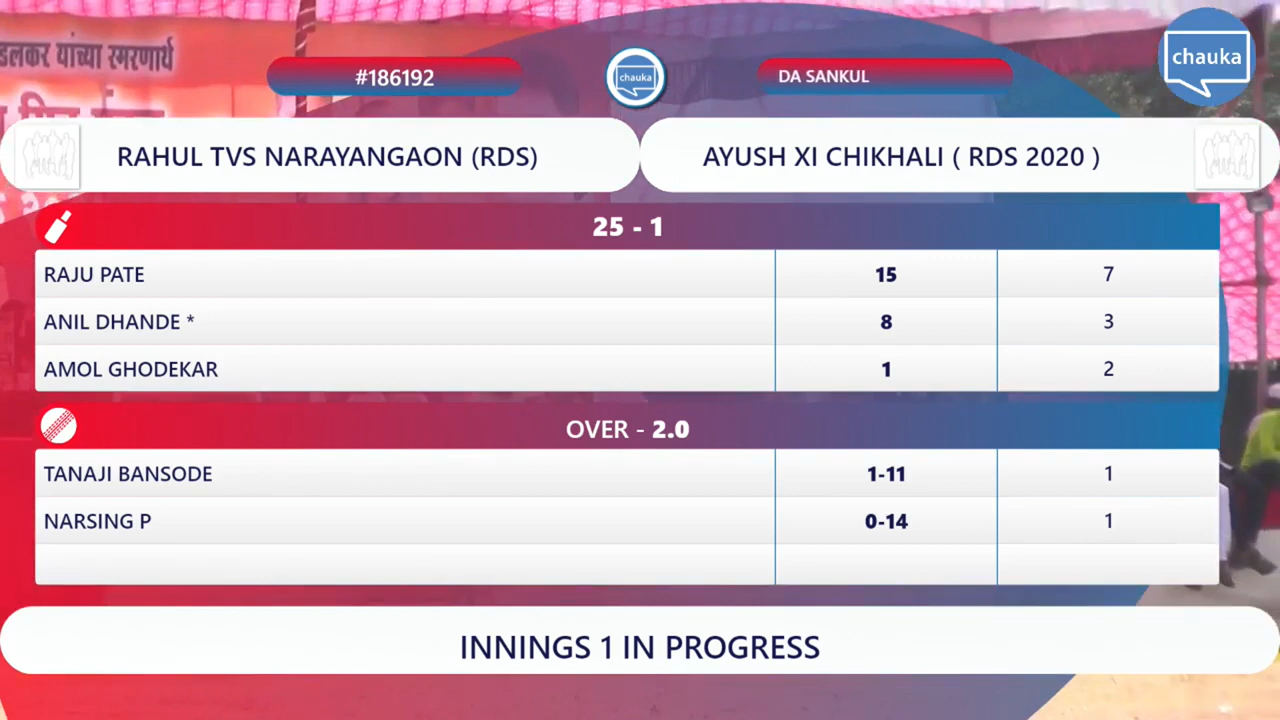 डलकर यांच्या स्मरणार्थ
#186192
chauka
DA SANKUL
chauka
RAHUL TVS NARAYANGAON (RDS)
AYUSH XI CHIKHALI ( RDS 2020 )
25 - 1
RAJU PATE 15 7
ANIL DHANDE * 8 3
AMOL GHODEKAR 1 2
OVER - 2.0
TANAJI BANSODE 1-11 1
NARSING P 0-14 1
INNINGS 1 IN PROGRESS